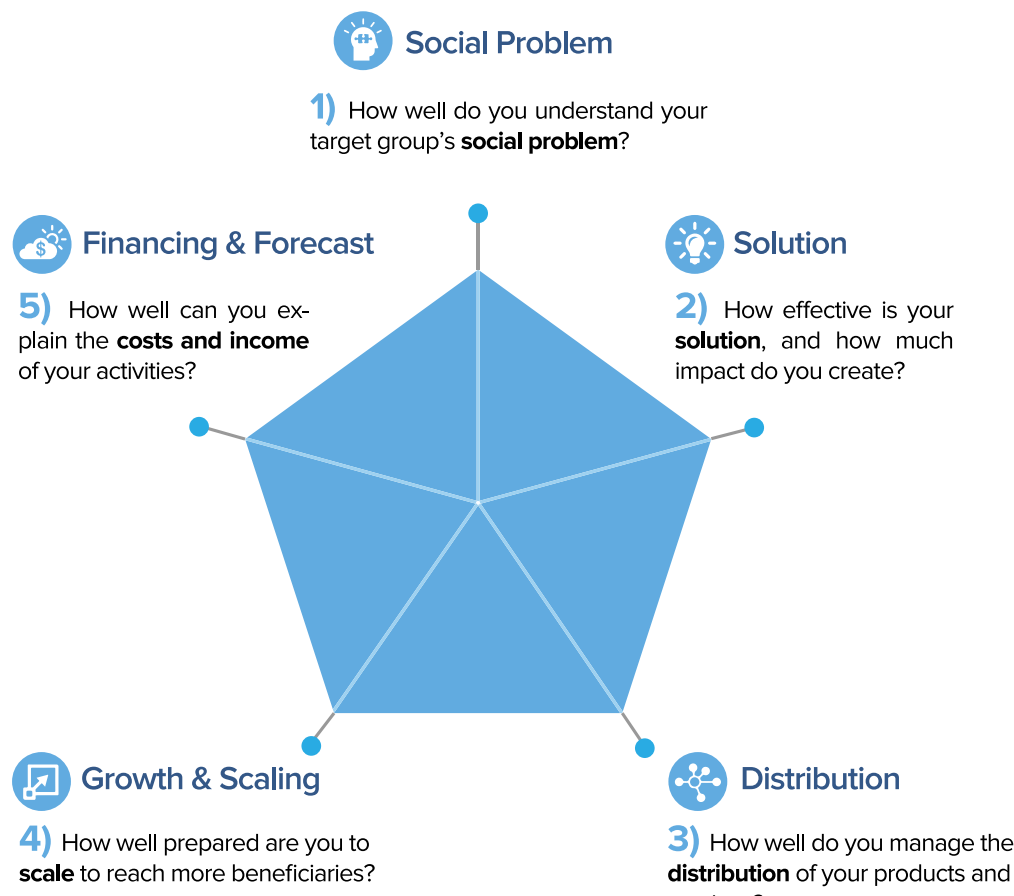 Social Problem
1) How well do you understand your
target group’s social problem?
Financing & Forecast
5) How well can you ex-
plain the costs and income
of your activities?
Solution
2) How effective is your
solution, and how much
impact do you create?
Growth & Scaling
4) How well prepared are you to
scale to reach more beneficiaries?
Distribution
3) How well do you manage the
distribution of your products and